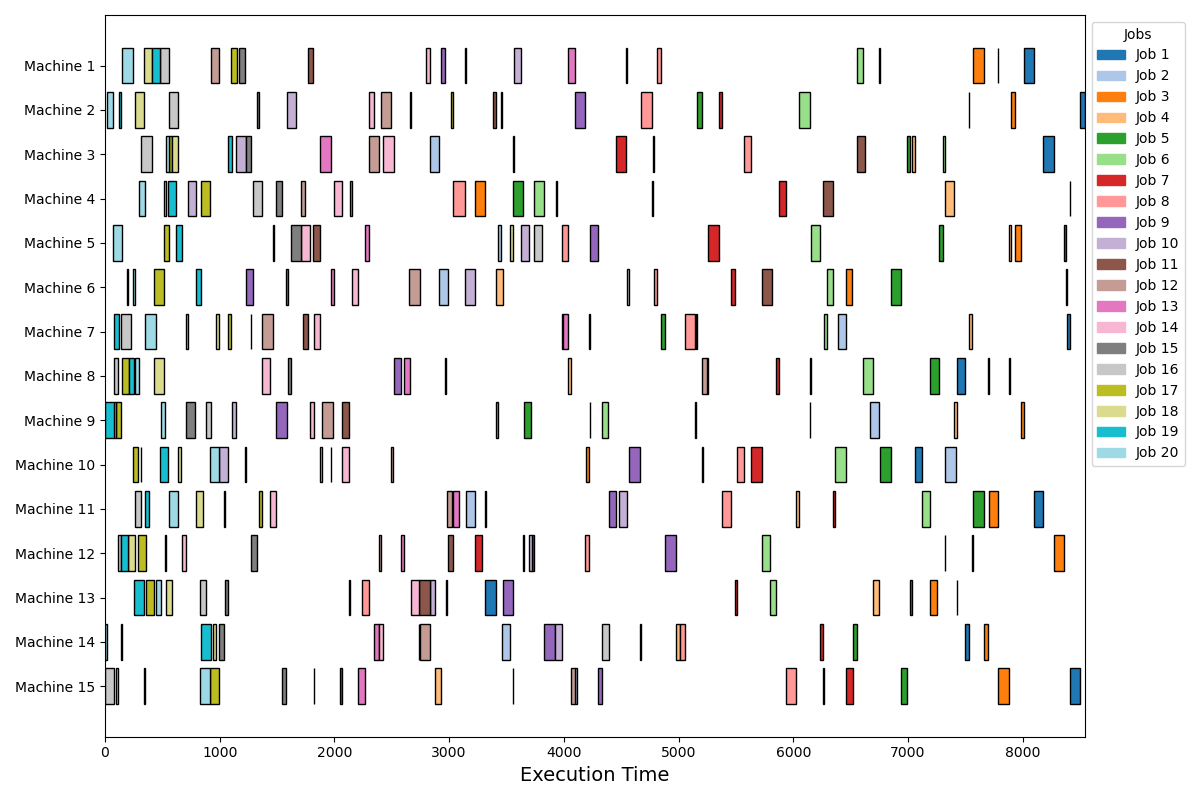 Machine 1
Machine 2
Machine 3
Machine 4
Machine 5
Machine 6
Machine 7
Machine 8
Machine 9
Machine 10
Machine 11
Machine 12
Machine 13
Machine 14
Machine 15
0 1000 2000 3000 4000 5000 6000 7000 8000
Execution Time
Jobs
Job 1
Job 2
Job 3
Job 4
Job 5
Job 6
Job 7
Job 8
Job 9
Job 10
Job 11
Job 12
Job 13
Job 14
Job 15
Job 16
Job 17
Job 18
Job 19
Job 20